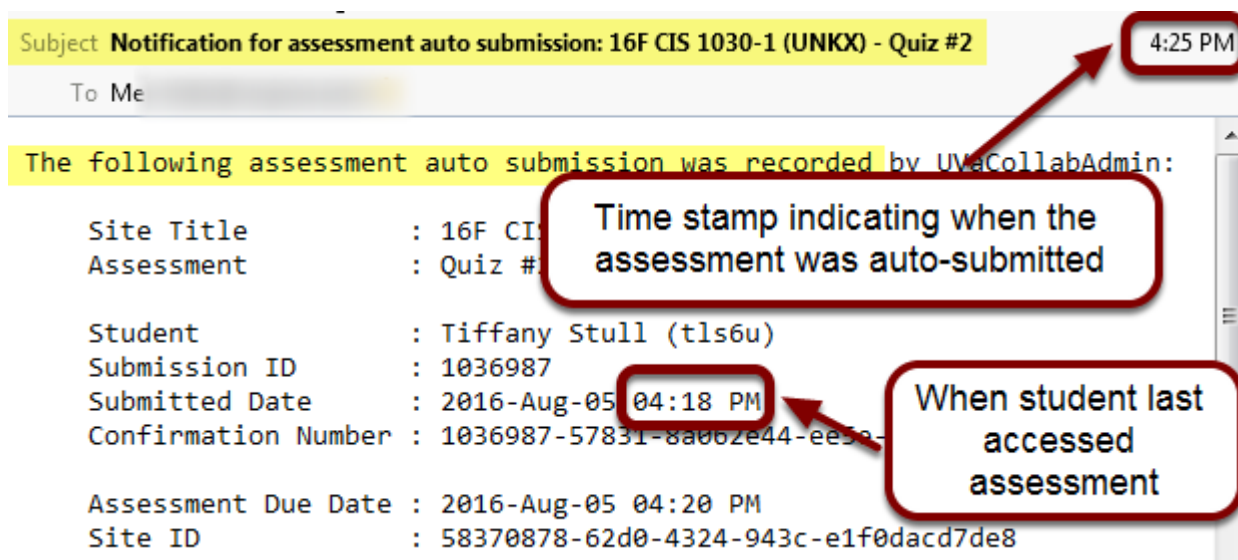 Subject Notification for assessment auto submission: 16F CIS 1030-1 (UNKX) - Quiz #2 4:25 PM
To Me
The following assessment auto submission was recorded by UVaCollabAdmin:
Time stamp indicating when the
assessment was auto-submitted
Site Title : 16F CIS
Assessment : Quiz #2
Student : Tiffany Stull (tls6u)
Submission ID : 1036987
Submitted Date : 2016-Aug-05 04:18 PM
Confirmation Number : 1036987-57831-8a062e44-ee5e-
When student last
accessed
assessment
Assessment Due Date : 2016-Aug-05 04:20 PM
Site ID : 58370878-62d0-4324-943c-e1f0dacd7de8